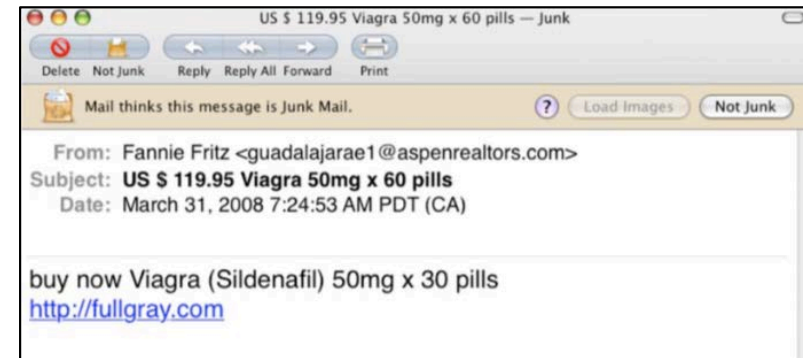 US $ 119.95 Viagra 50mg x 60 pills — Junk
Delete Not Junk Reply Reply All Forward Print
Mail thinks this message is Junk Mail. ? Load Images Not Junk
From: Fannie Fritz <guadalajarae1@aspenrealtors.com>
Subject: US $ 119.95 Viagra 50mg x 60 pills
Date: March 31, 2008 7:24:53 AM PDT (CA)
buy now Viagra (Sildenafil) 50mg x 30 pills
http://fullgray.com